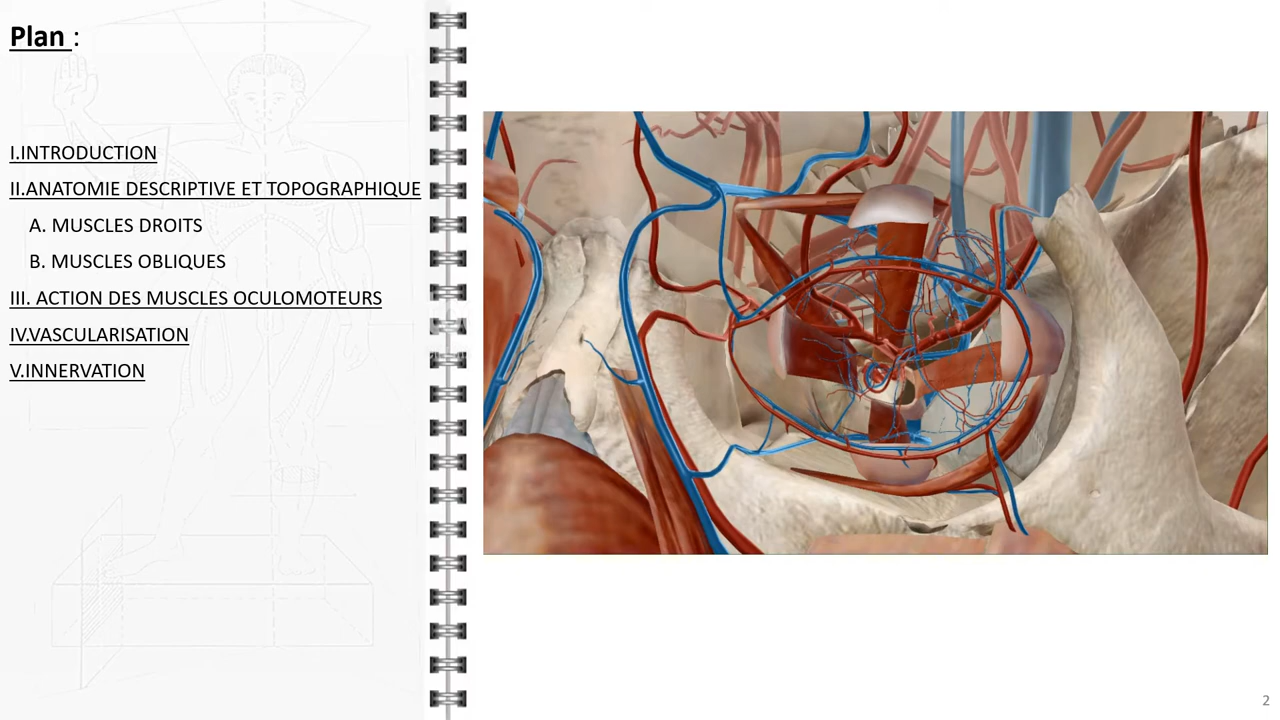 Plan :
I.INTRODUCTION
II.ANATOMIE DESCRIPTIVE ET TOPOGRAPHIQUE
A. MUSCLES DROITS
B. MUSCLES OBLIQUES
III. ACTION DES MUSCLES OCULOMOTEURS
IV.VASCULARISATION
V.INNERVATION
2